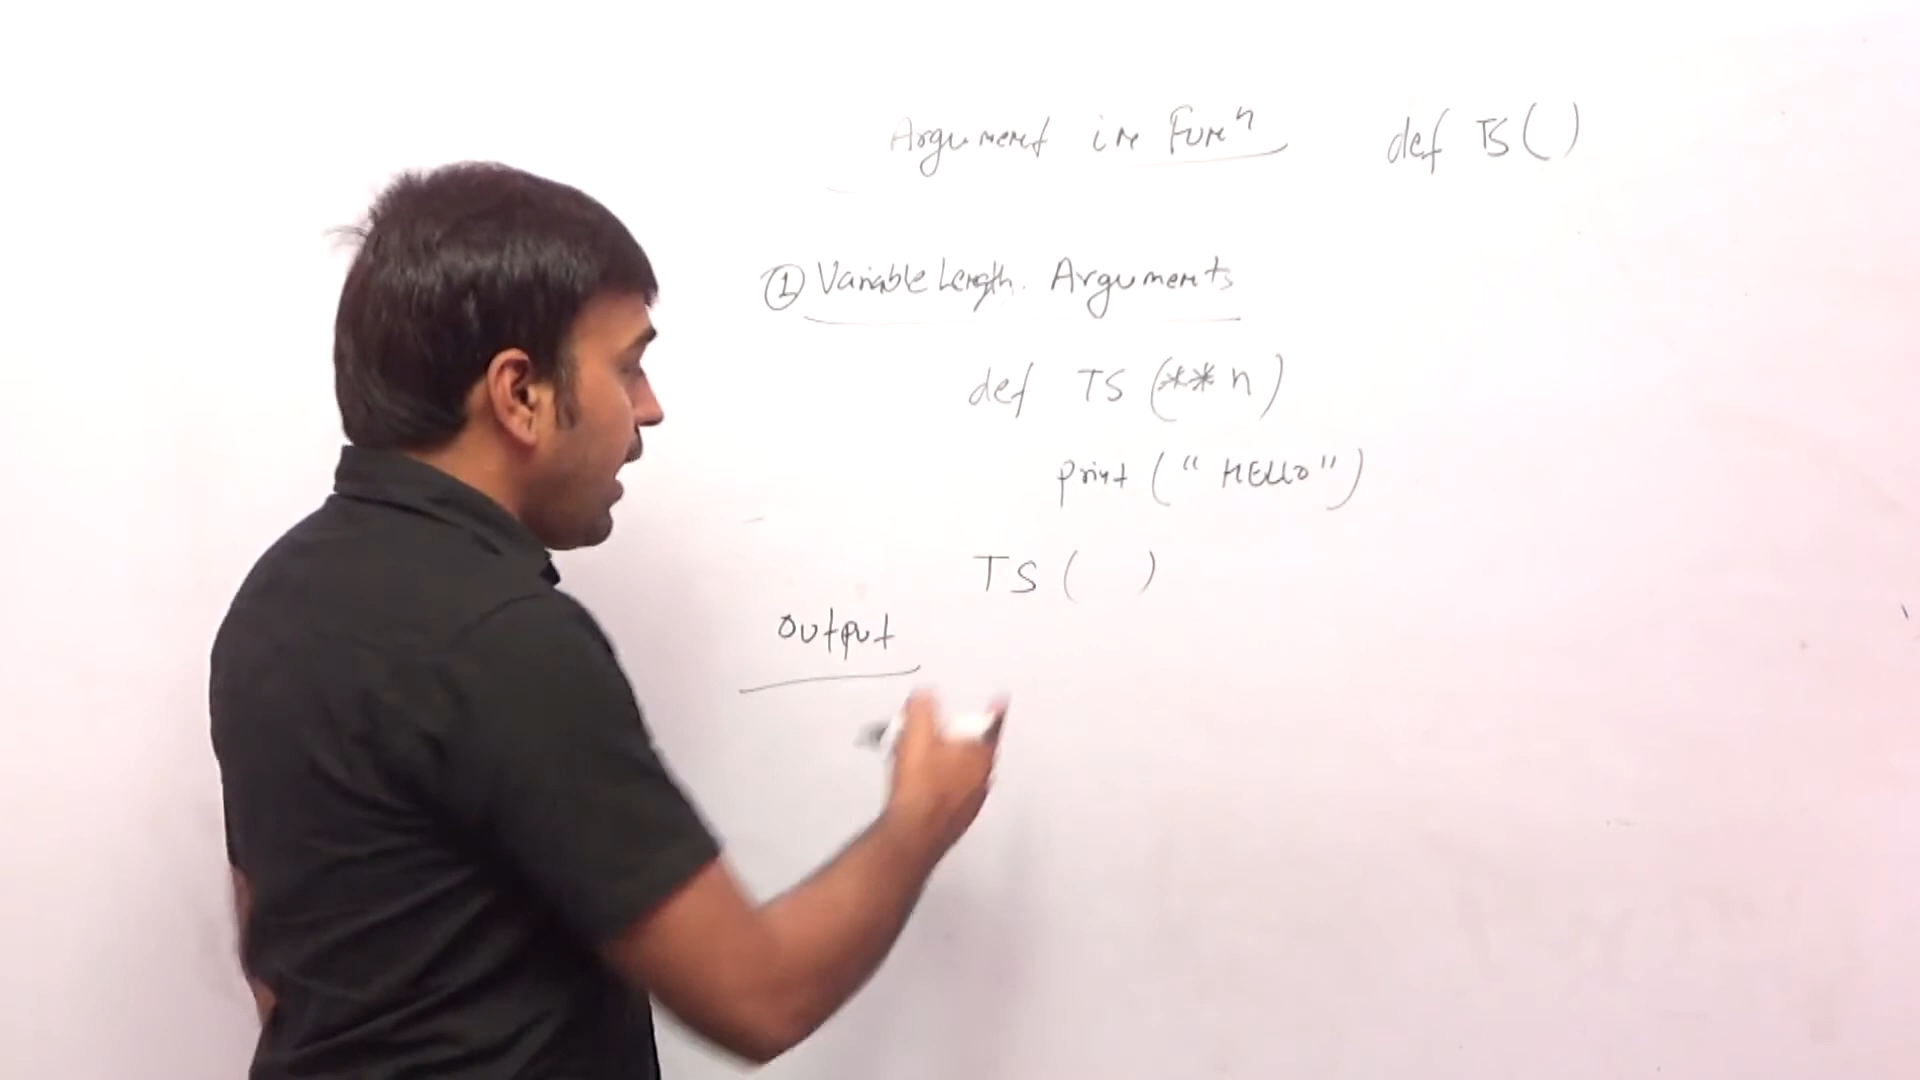 Argument in Funⁿ def TS()
① Variable Length Arguments
def TS (** n)
print ("HELLO")
TS ( )
output